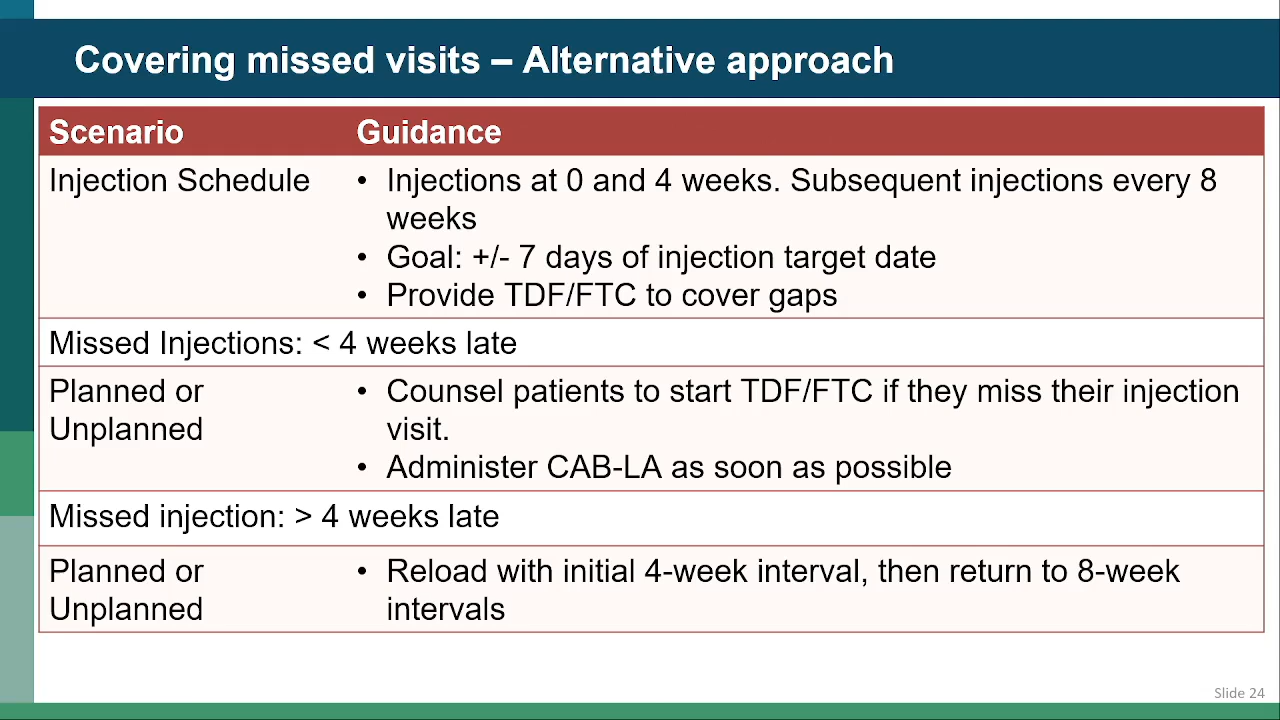 Covering missed visits – Alternative approach
Scenario
Guidance
Injection Schedule
• Injections at 0 and 4 weeks. Subsequent injections every 8
weeks
• Goal: +/- 7 days of injection target date
• Provide TDF/FTC to cover gaps
Missed Injections: < 4 weeks late
Planned or
Unplanned
• Counsel patients to start TDF/FTC if they miss their injection
visit.
• Administer CAB-LA as soon as possible
Missed injection: > 4 weeks late
Planned or
Unplanned
• Reload with initial 4-week interval, then return to 8-week
intervals
Slide 24